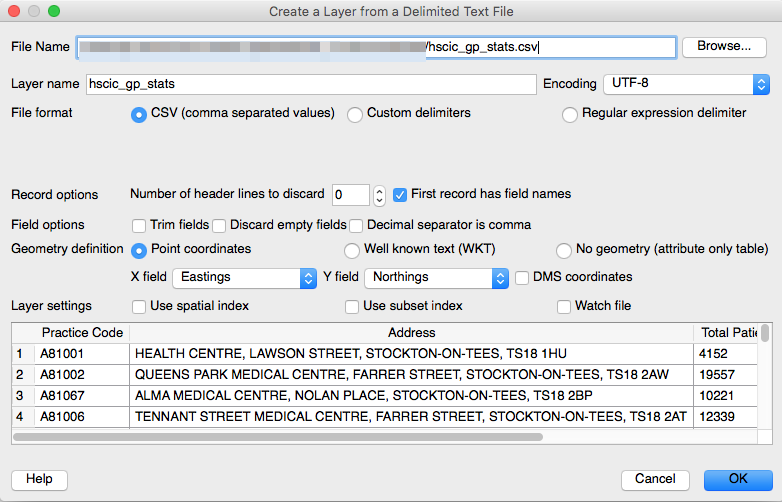 Create a Layer from a Delimited Text File
File Name /hscic_gp_stats.csv Browse...
Layer name hscic_gp_stats Encoding UTF-8
File format CSV (comma separated values) Custom delimiters Regular expression delimiter
Record options Number of header lines to discard 0 First record has field names
Field options Trim fields Discard empty fields Decimal separator is comma
Geometry definition Point coordinates Well known text (WKT) No geometry (attribute only table)
X field Eastings Y field Northings DMS coordinates
Layer settings Use spatial index Use subset index Watch file
Practice Code Address Total Patie
1 A81001 HEALTH CENTRE, LAWSON STREET, STOCKTON-ON-TEES, TS18 1HU 4152
2 A81002 QUEENS PARK MEDICAL CENTRE, FARRER STREET, STOCKTON-ON-TEES, TS18 2AW 19557
3 A81067 ALMA MEDICAL CENTRE, NOLAN PLACE, STOCKTON-ON-TEES, TS18 2BP 10221
4 A81006 TENNANT STREET MEDICAL CENTRE, FARRER STREET, STOCKTON-ON-TEES, TS18 2AT 12339
Help Cancel OK